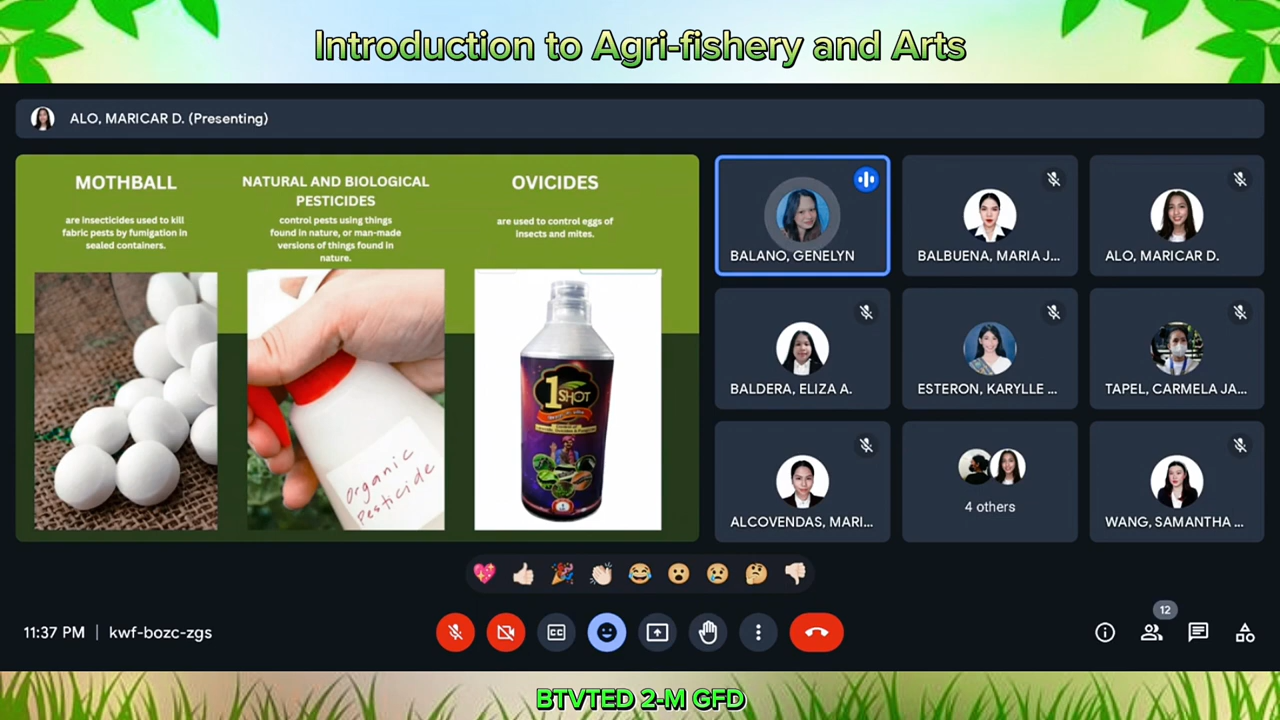 Introduction to Agri-fishery and Arts
ALO, MARICAR D. (Presenting)
MOTHBALL
are insecticides used to kill
fabric pests by fumigation in
sealed containers.
NATURAL AND BIOLOGICAL
PESTICIDES
control pests using things
found in nature, or man-made
versions of things found in
nature.
OVICIDES
are used to control eggs of
insects and mites.
Organic
Pesticide
1 SHOT
BALANO, GENELYN
BALBUENA, MARIA J...
ALO, MARICAR D.
BALDERA, ELIZA A.
ESTERON, KARYLLE ...
TAPEL, CARMELA JA...
ALCOVENDAS, MARI...
4 others
WANG, SAMANTHA ...
11:37 PM | kwf-bozc-zgs
CC
12
BTVTED 2-M GFD